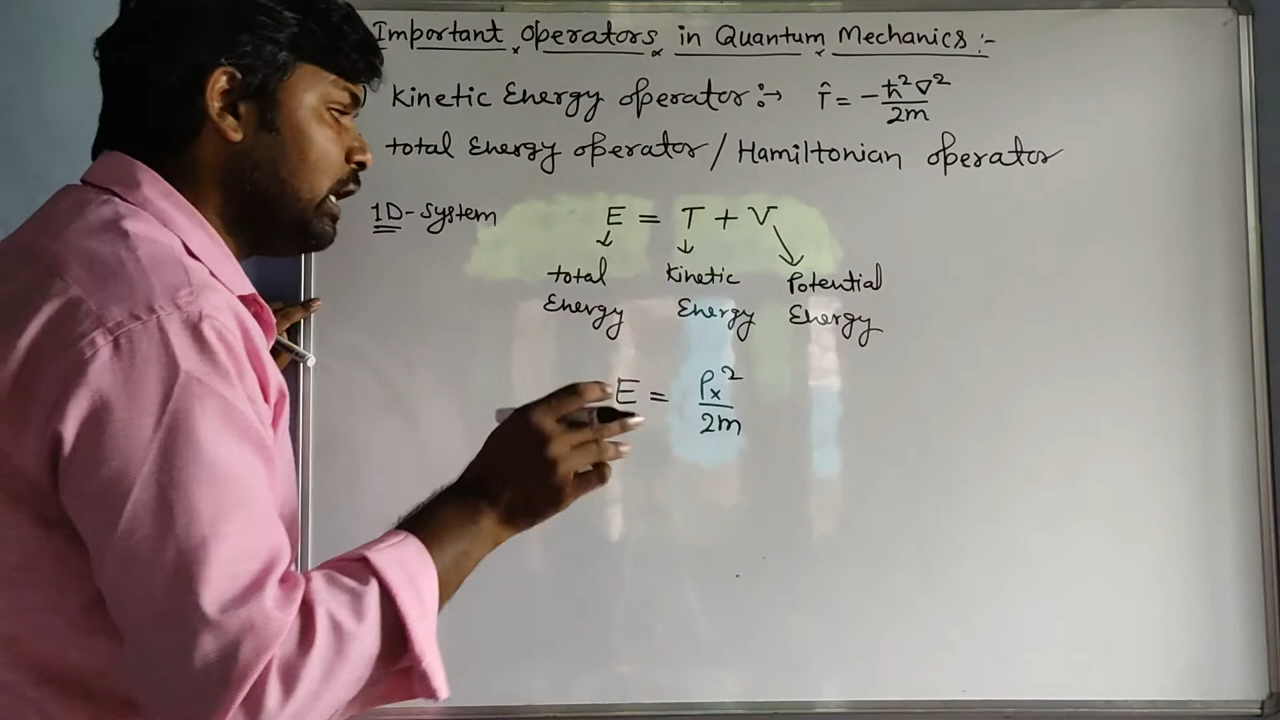 Important operators in Quantum Mechanics :-
) Kinetic Energy operator :→ T̂ = -ℏ²∇²/2m
total Energy operator / Hamiltonian operator
1D-system E = T + V
↓ ↓ ↘
total Energy Kinetic Energy Potential Energy
E = Px²/2m